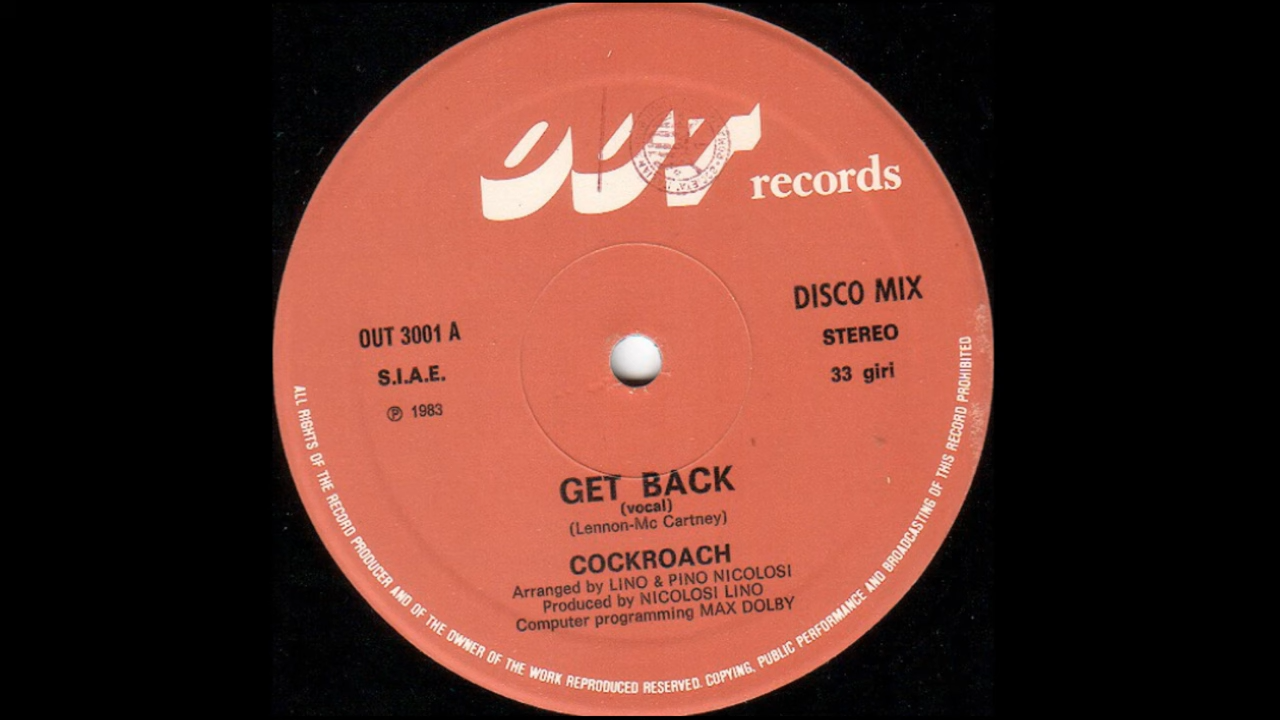 OUT
records
DISCO MIX
STEREO
33 giri
OUT 3001 A
S.I.A.E.
℗ 1983
GET BACK
(vocal)
(Lennon-Mc Cartney)
COCKROACH
Arranged by LINO & PINO NICOLOSI
Produced by NICOLOSI LINO
Computer programming MAX DOLBY
ALL RIGHTS OF THE RECORD PRODUCER AND OF THE OWNER OF THE WORK REPRODUCED RESERVED. COPYING, PUBLIC PERFORMANCE AND BROADCASTING OF THIS RECORD PROHIBITED